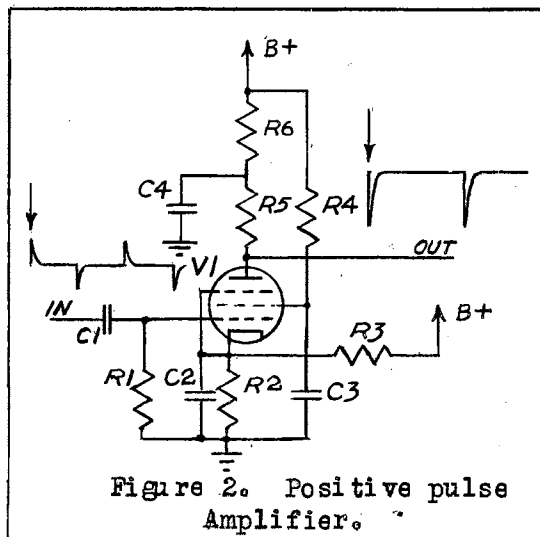 B+
R6
C4
R5
R4
V1
OUT
IN
C1
R3
B+
R1
C2
R2
C3
Figure 2. Positive pulse
Amplifier.